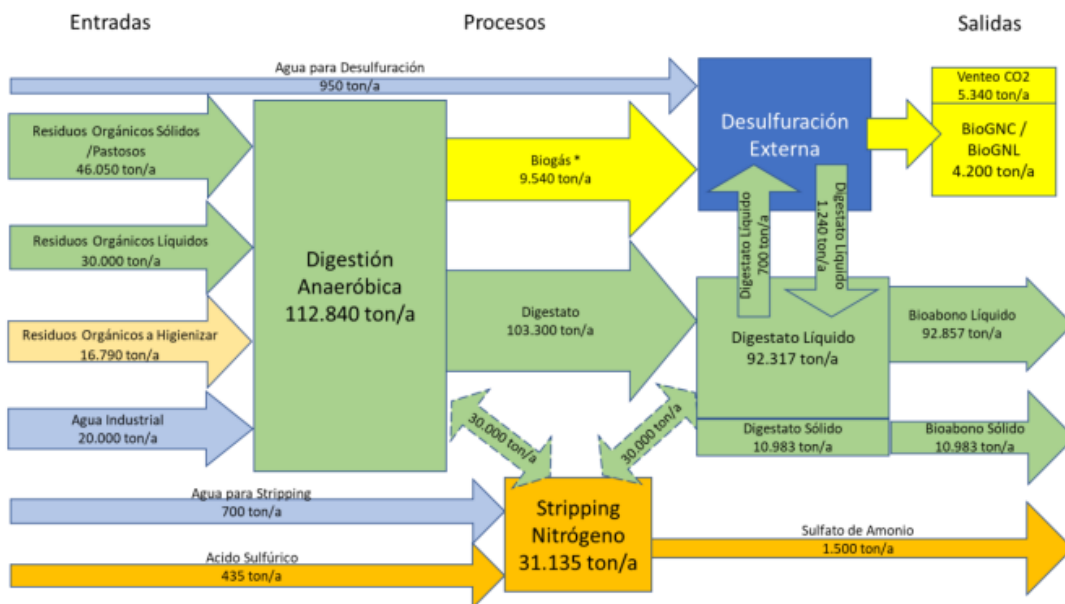 Entradas
Procesos
Salidas
Agua para Desulfuración
950 ton/a
Residuos Orgánicos Sólidos
/Pastosos
46.050 ton/a
Residuos Orgánicos Líquidos
30.000 ton/a
Residuos Orgánicos a Higienizar
16.790 ton/a
Agua Industrial
20.000 ton/a
Agua para Stripping
700 ton/a
Acido Sulfúrico
435 ton/a
Digestión
Anaeróbica
112.840 ton/a
Biogás *
9.540 ton/a
Digestato
103.300 ton/a
30.000 ton/a
30.000 ton/a
Stripping
Nitrógeno
31.135 ton/a
Desulfuración
Externa
Digestato Líquido
700 ton/a
Digestato Líquido
1.240 ton/a
Digestato Líquido
92.317 ton/a
Digestato Sólido
10.983 ton/a
Venteo CO2
5.340 ton/a
BioGNC /
BioGNL
4.200 ton/a
Bioabono Líquido
92.857 ton/a
Bioabono Sólido
10.983 ton/a
Sulfato de Amonio
1.500 ton/a